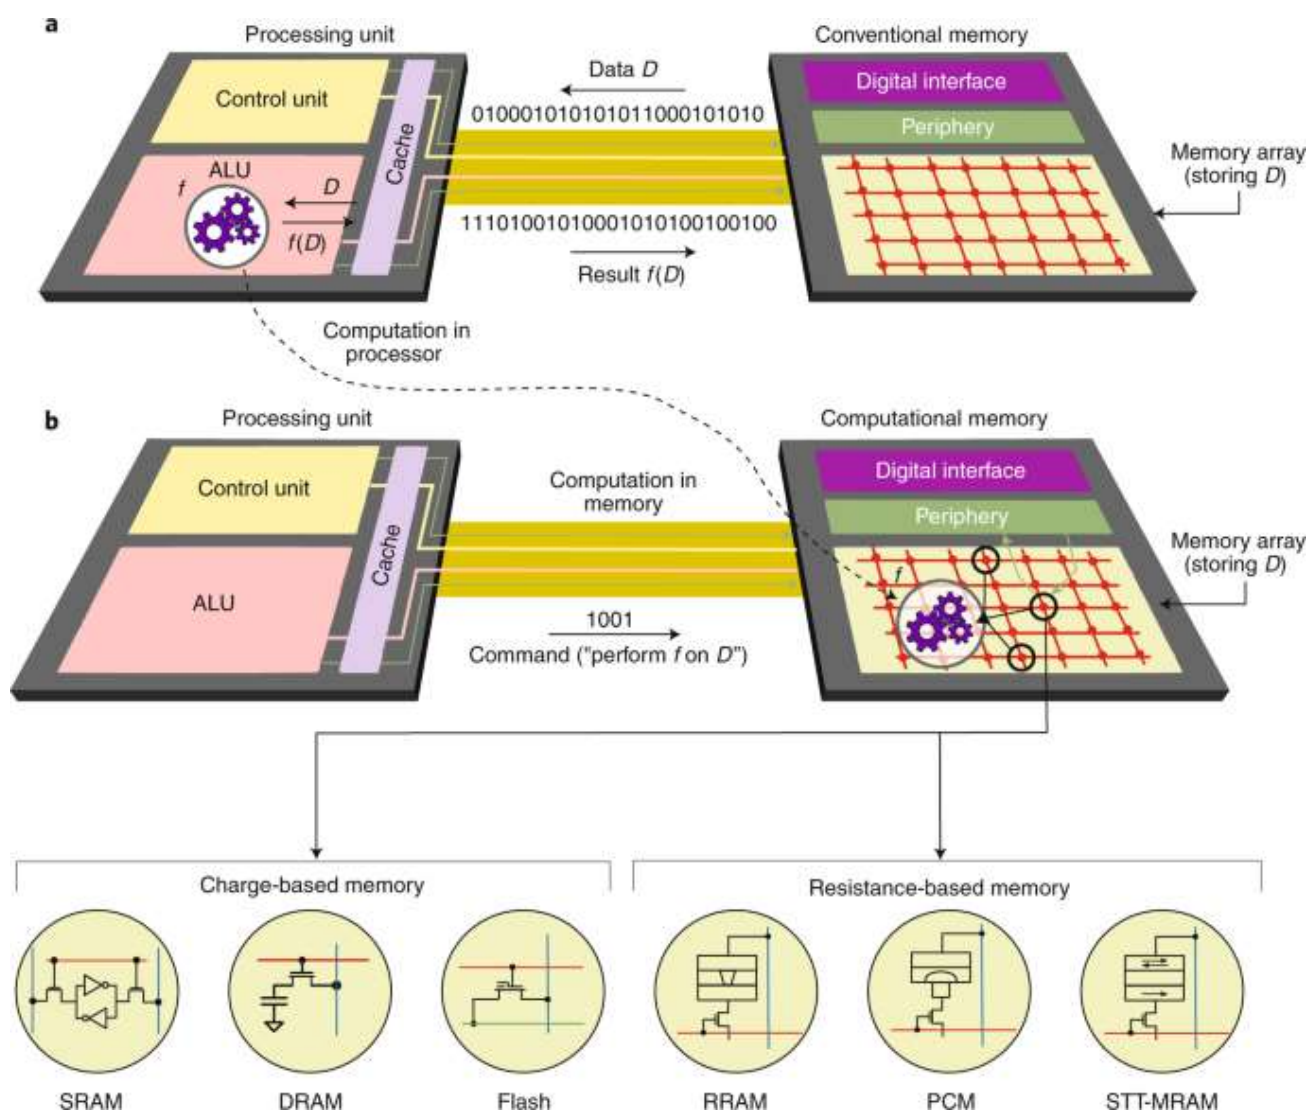 a
Processing unit
Conventional memory
Control unit
Cache
ALU
f
D
f(D)
Data D
010001010101011000101010
1110100101000101010100100100
Result f(D)
Digital interface
Periphery
Memory array
(storing D)
Computation in
processor
b
Processing unit
Computational memory
Control unit
Cache
ALU
Computation in
memory
1001
Command ("perform f on D")
Digital interface
Periphery
f
Memory array
(storing D)
Charge-based memory
Resistance-based memory
SRAM
DRAM
Flash
RRAM
PCM
STT-MRAM